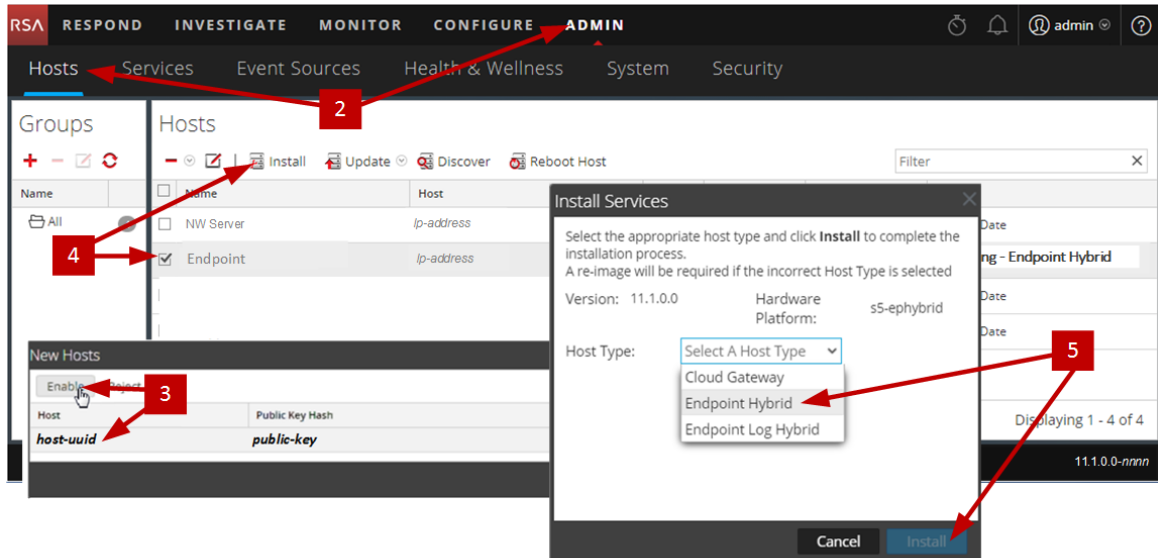 RSA RESPOND INVESTIGATE MONITOR CONFIGURE ADMIN admin ?
Hosts Services Event Sources Health & Wellness System Security
2
Groups
Hosts
Install Update Discover Reboot Host Filter X
Name
Name Host
All
NW Server Ip-address Date
4
Endpoint Ip-address ng - Endpoint Hybrid
Date
Date
Displaying 1 - 4 of 4
11.1.0.0-nnnn
New Hosts
Enable Reject
3
Host Public Key Hash
host-uuid public-key
Install Services
Select the appropriate host type and click Install to complete the
installation process.
A re-image will be required if the incorrect Host Type is selected
Version: 11.1.0.0 Hardware
Platform: s5-ephybrid
Host Type: Select A Host Type
Cloud Gateway
Endpoint Hybrid
Endpoint Log Hybrid
5
Cancel Install